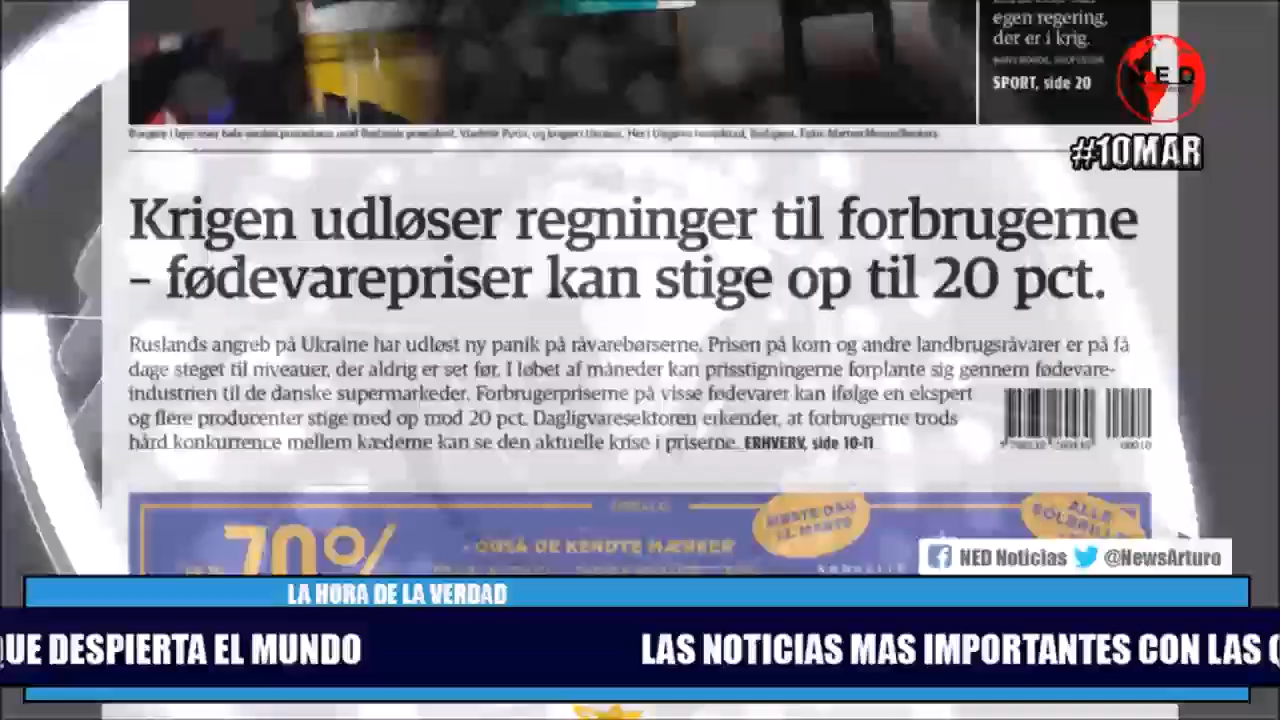 egen regering,
der er i krig.
SPORT, side 20
N.E.D
#10MAR
Krigen udløser regninger til forbrugerne
– fødevarepriser kan stige op til 20 pct.
Ruslands angreb på Ukraine har udløst ny panik på råvarebørserne. Prisen på korn og andre landbrugsråvarer er på få
dage steget til niveauer, der aldrig er set før. I løbet af måneder kan prisstigningerne forplante sig gennem fødevare-
industrien til de danske supermarkeder. Forbrugerpriserne på visse fødevarer kan ifølge en ekspert
og flere producenter stige med op mod 20 pct. Dagligvaresektoren erkender, at forbrugerne trods
hård konkurrence mellem kæderne kan se den aktuelle krise i priserne. ERHVERV, side 10-11
70%
- OGSÅ DE KENDTE MÆRKER
NED Noticias @NewsArturo
LA HORA DE LA VERDAD
QUE DESPIERTA EL MUNDO
LAS NOTICIAS MAS IMPORTANTES CON LAS